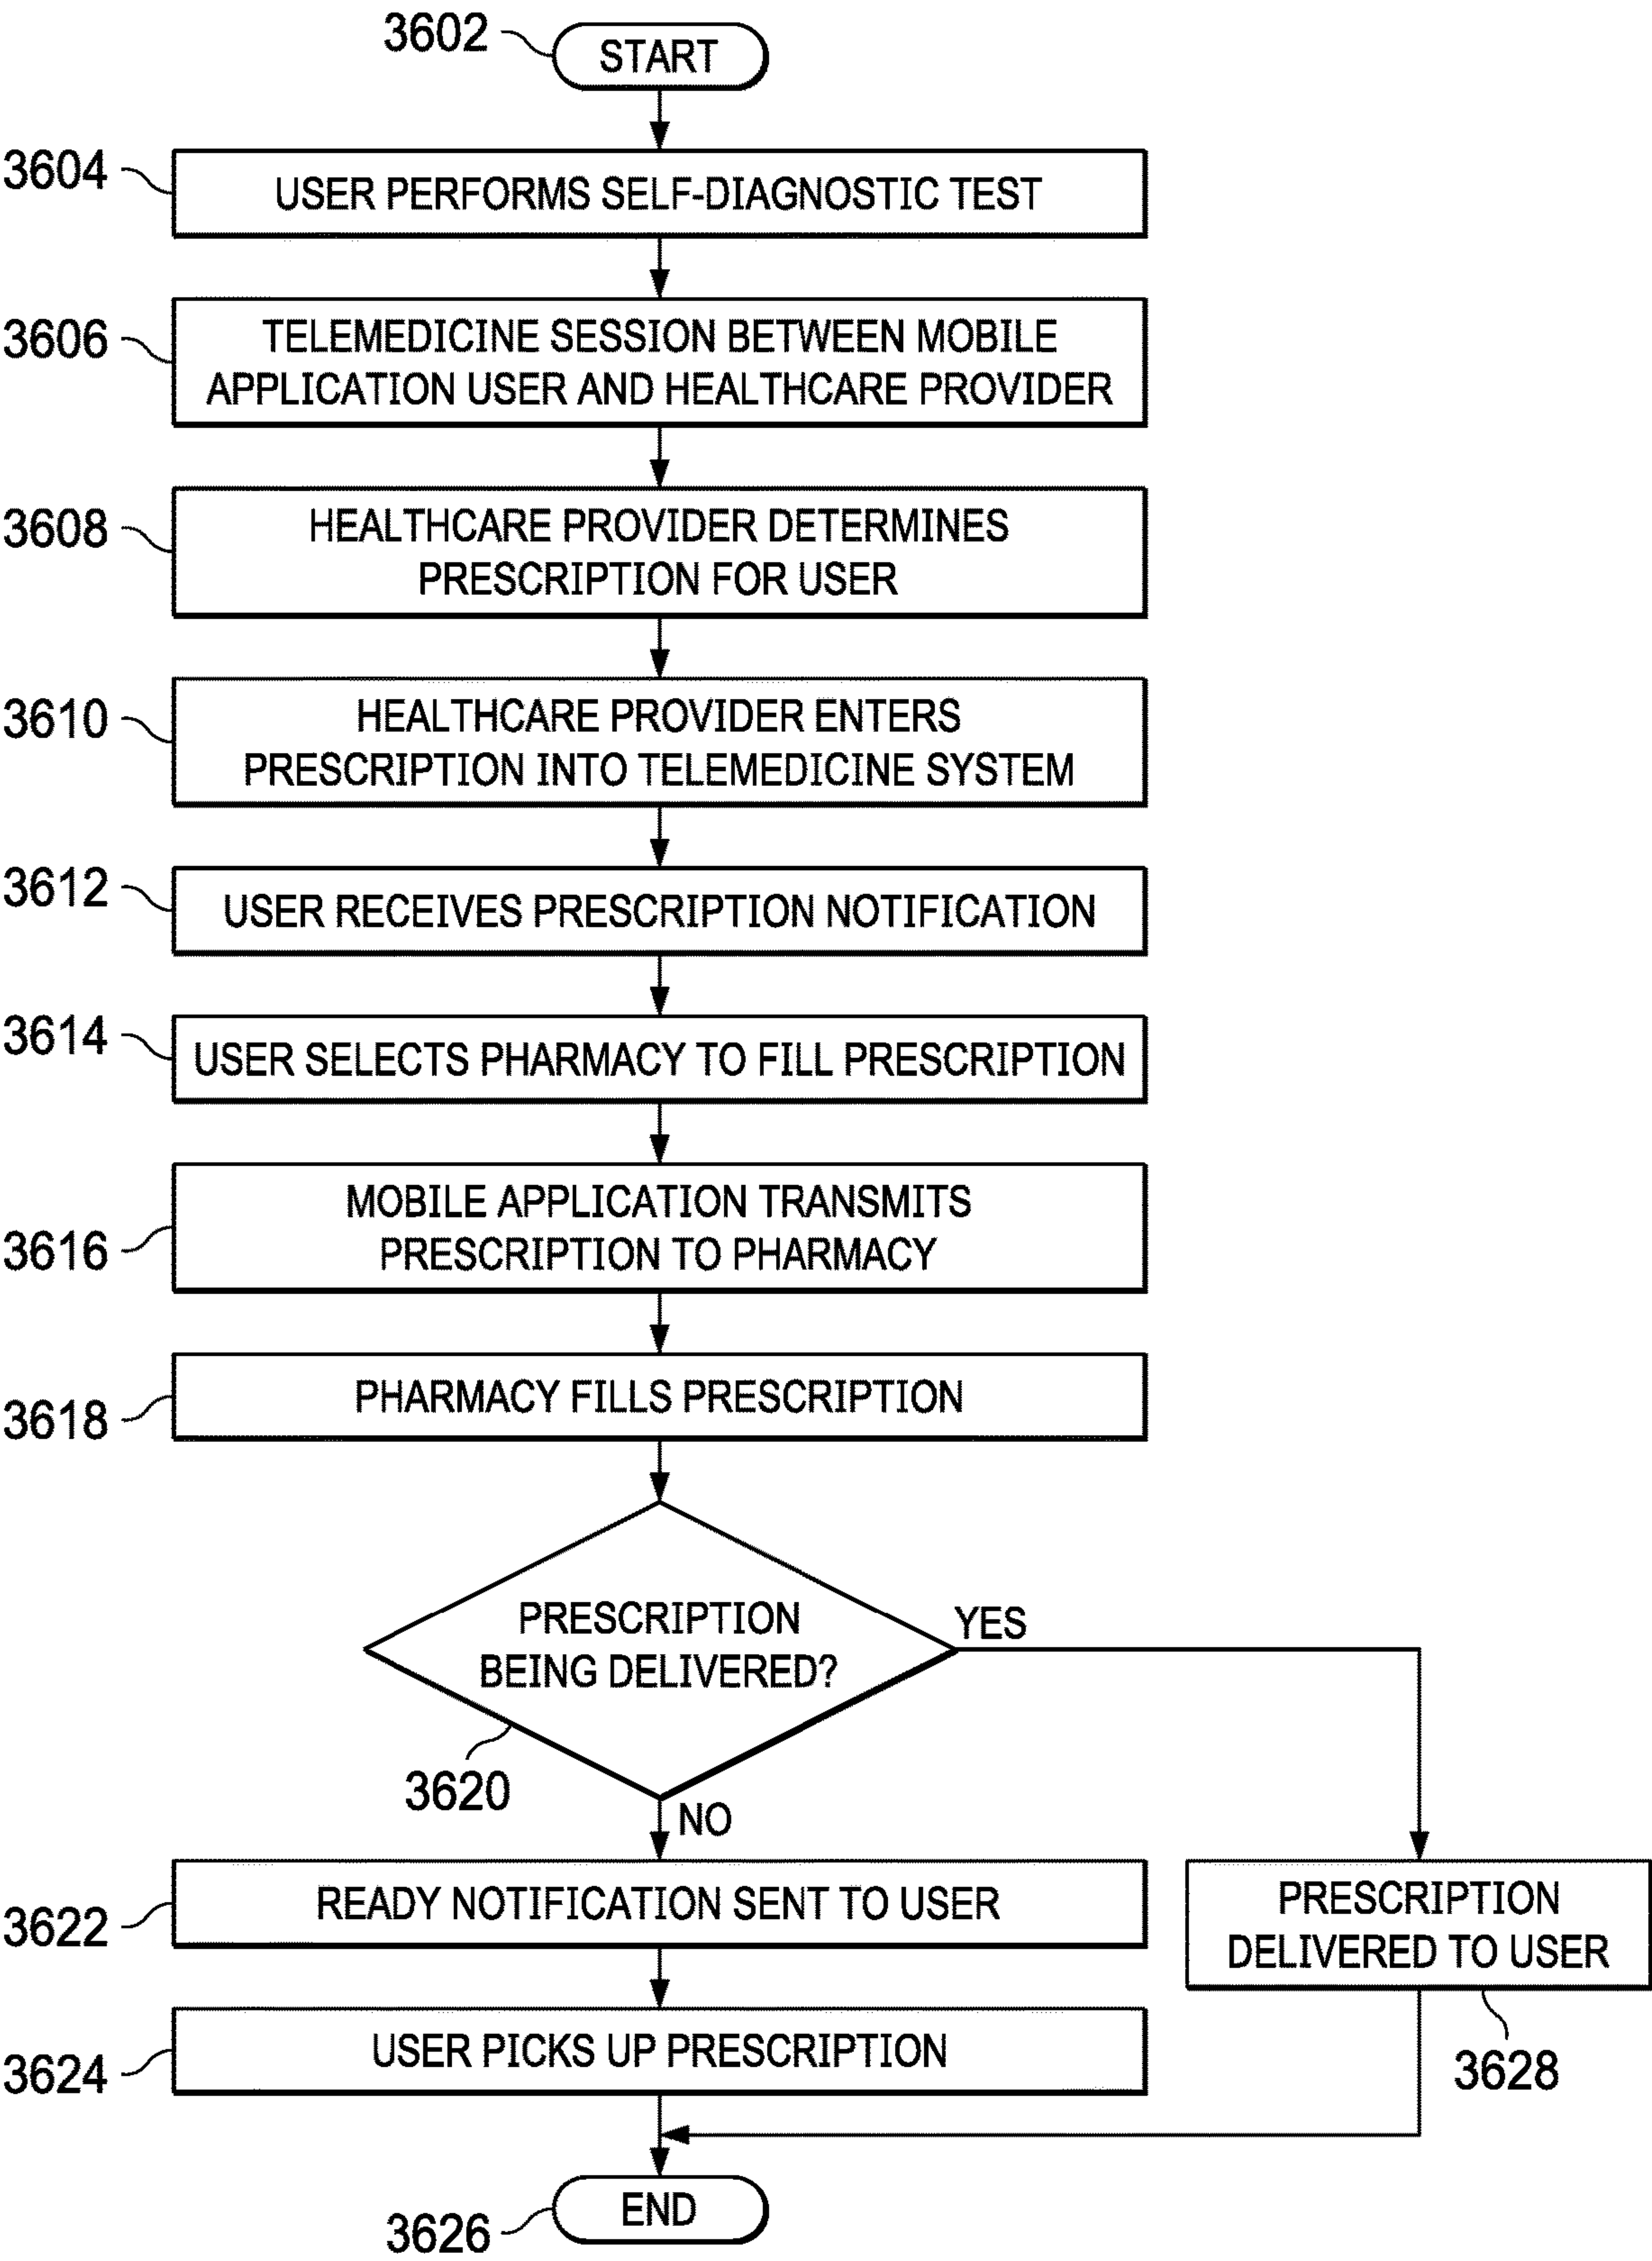 3602
START
3604
USER PERFORMS SELF-DIAGNOSTIC TEST
3606
TELEMEDICINE SESSION BETWEEN MOBILE
APPLICATION USER AND HEALTHCARE PROVIDER
3608
HEALTHCARE PROVIDER DETERMINES
PRESCRIPTION FOR USER
3610
HEALTHCARE PROVIDER ENTERS
PRESCRIPTION INTO TELEMEDICINE SYSTEM
3612
USER RECEIVES PRESCRIPTION NOTIFICATION
3614
USER SELECTS PHARMACY TO FILL PRESCRIPTION
3616
MOBILE APPLICATION TRANSMITS
PRESCRIPTION TO PHARMACY
3618
PHARMACY FILLS PRESCRIPTION
PRESCRIPTION
BEING DELIVERED?
YES
3620
NO
3622
READY NOTIFICATION SENT TO USER
PRESCRIPTION
DELIVERED TO USER
3624
USER PICKS UP PRESCRIPTION
3628
3626
END